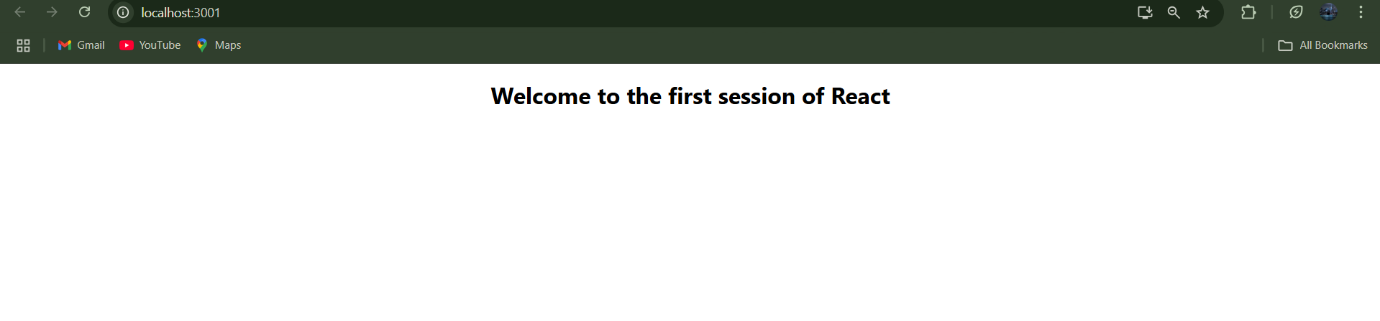 localhost:3001
Gmail YouTube Maps All Bookmarks
Welcome to the first session of React